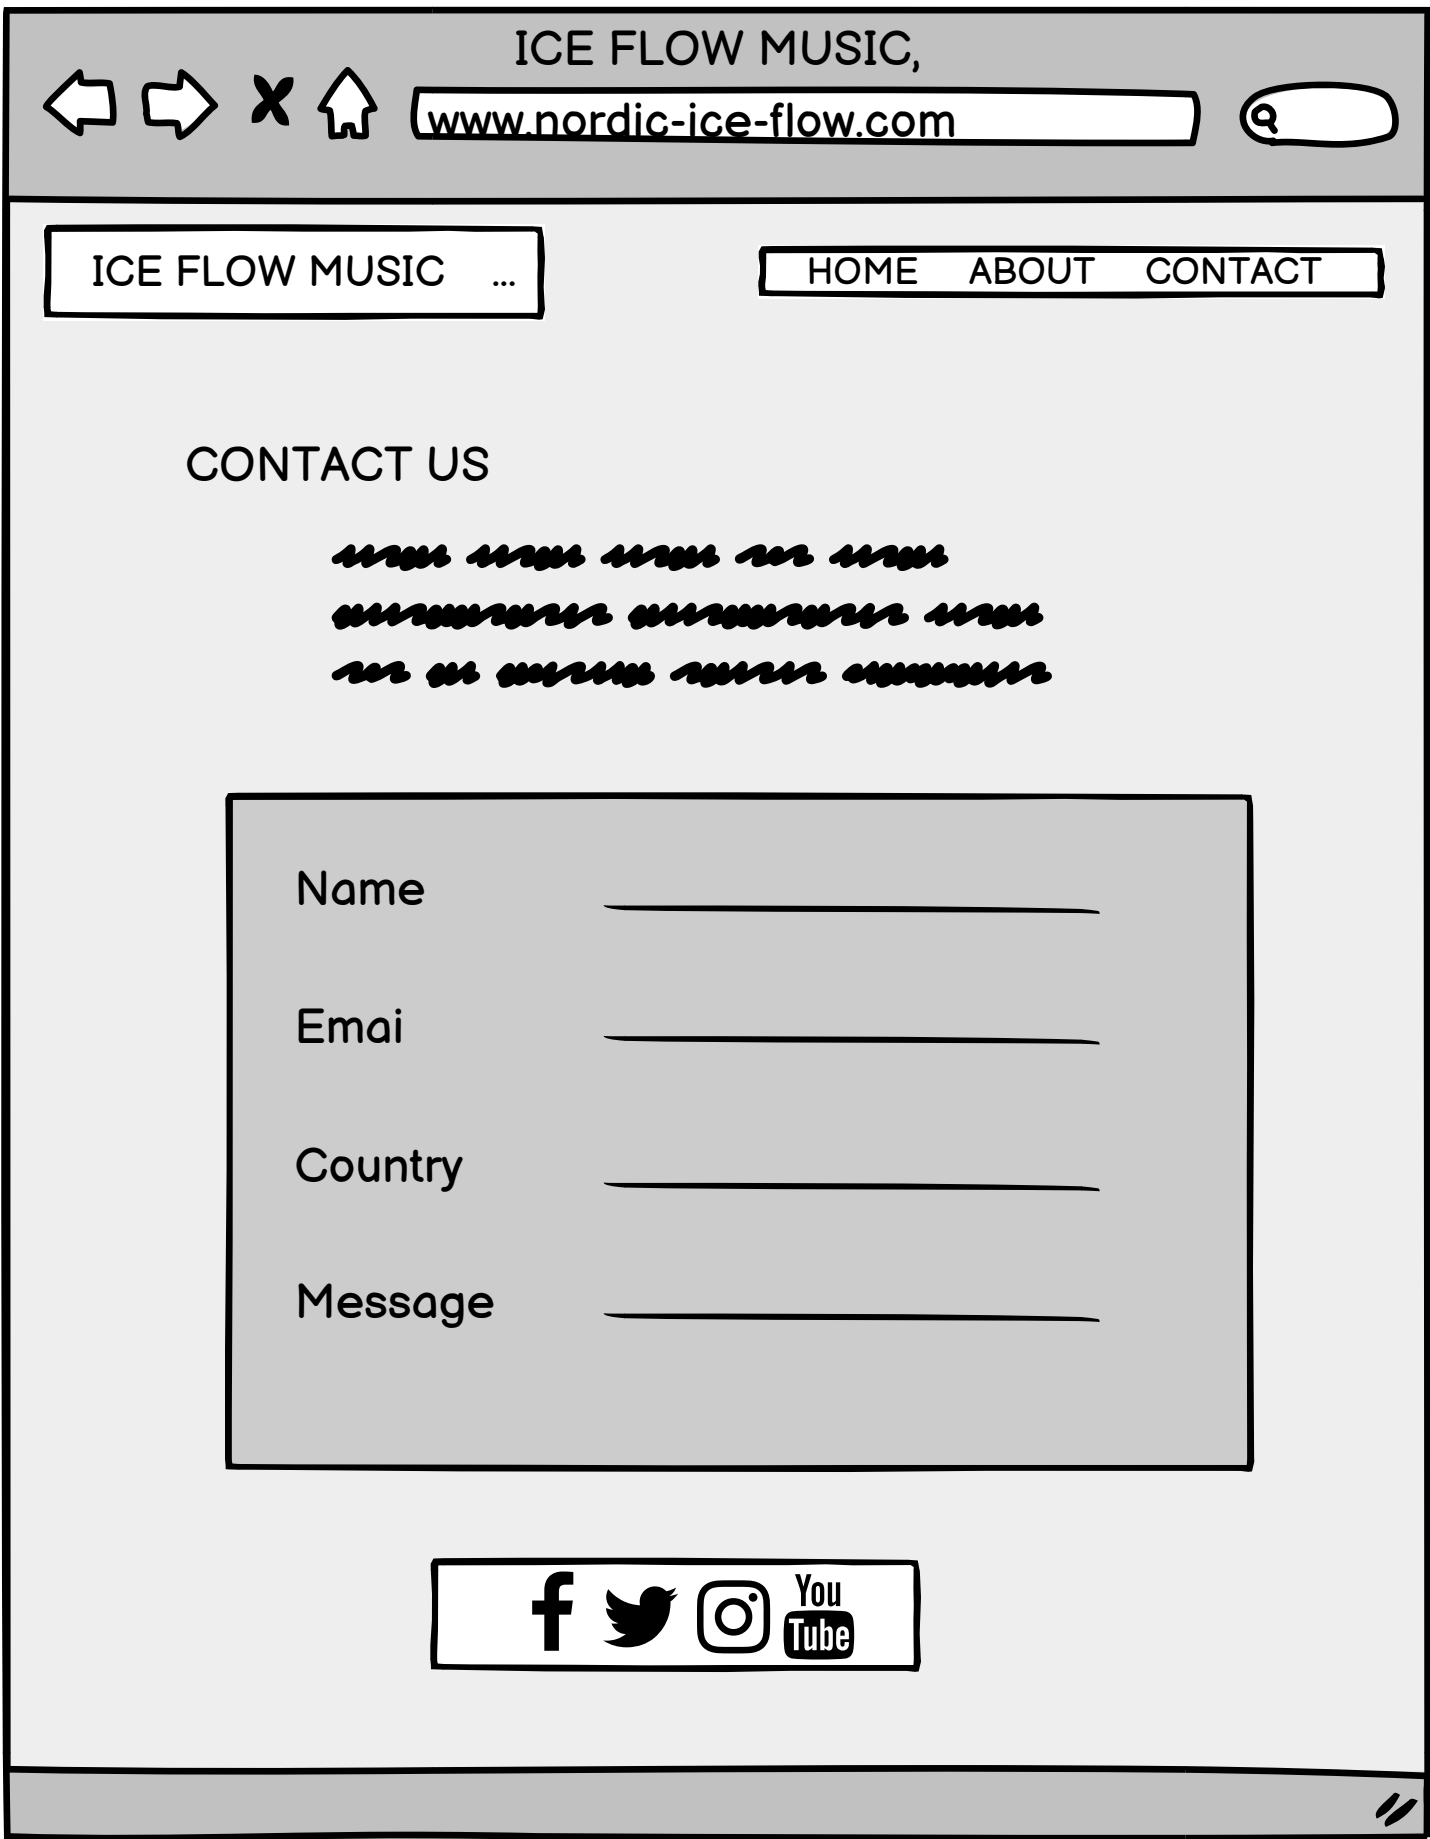 ICE FLOW MUSIC,
www.nordic-ice-flow.com
ICE FLOW MUSIC ...
HOME ABOUT CONTACT
CONTACT US
Name
Emai
Country
Message
You
Tube